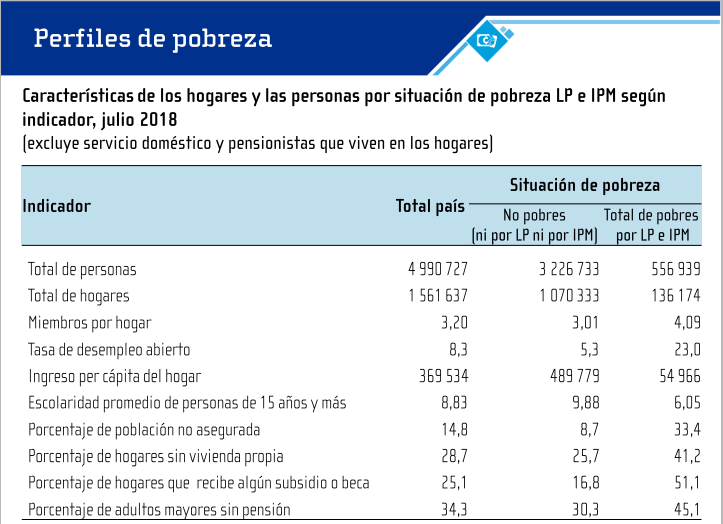 Perfiles de pobreza
Características de los hogares y las personas por situación de pobreza LP e IPM según
indicador, julio 2018
(excluye servicio doméstico y pensionistas que viven en los hogares)
Situación de pobreza
Indicador Total país
No pobres Total de pobres
(ni por LP ni por IPM) por LP e IPM
Total de personas 4 990 727 3 226 733 556 939
Total de hogares 1 561 637 1 070 333 136 174
Miembros por hogar 3,20 3,01 4,09
Tasa de desempleo abierto 8,3 5,3 23,0
Ingreso per cápita del hogar 369 534 489 779 54 966
Escolaridad promedio de personas de 15 años y más 8,83 9,88 6,05
Porcentaje de población no asegurada 14,8 8,7 33,4
Porcentaje de hogares sin vivienda propia 28,7 25,7 41,2
Porcentaje de hogares que recibe algún subsidio o beca 25,1 16,8 51,1
Porcentaje de adultos mayores sin pensión 34,3 30,3 45,1